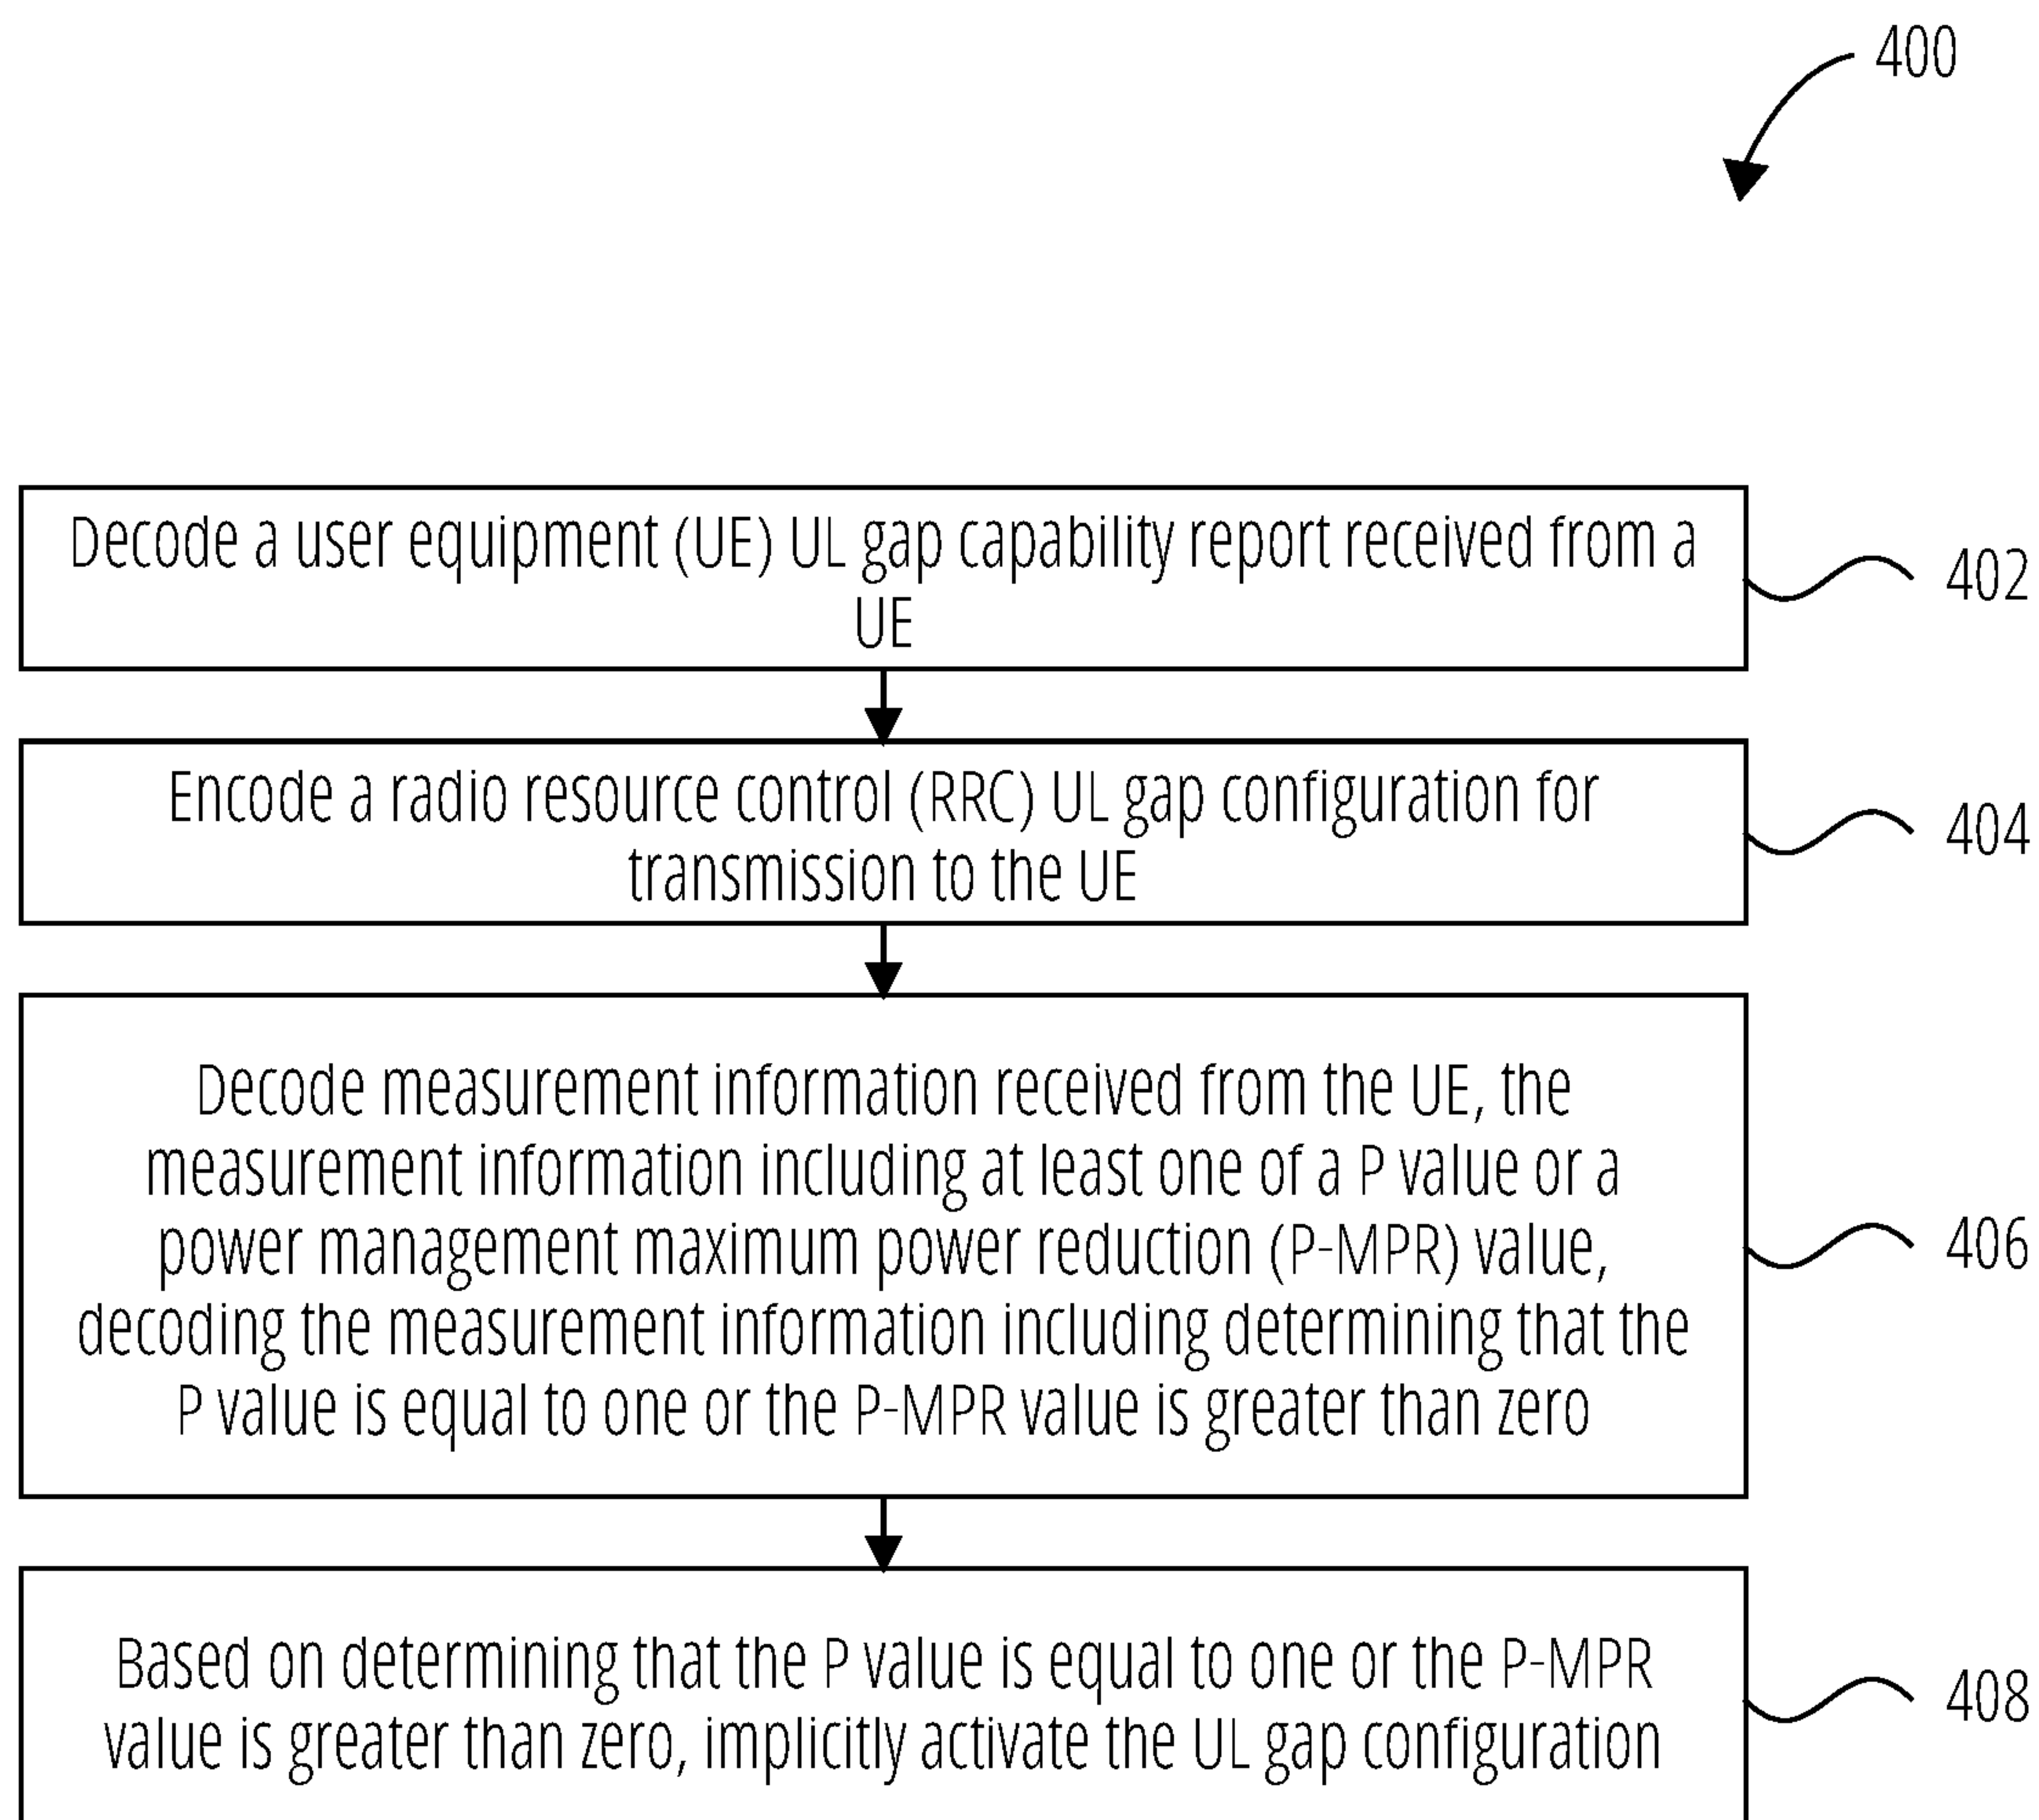 400
Decode a user equipment (UE) UL gap capability report received from a
UE
402
Encode a radio resource control (RRC) UL gap configuration for
transmission to the UE
404
Decode measurement information received from the UE, the
measurement information including at least one of a P value or a
power management maximum power reduction (P-MPR) value,
decoding the measurement information including determining that the
P value is equal to one or the P-MPR value is greater than zero
406
Based on determining that the P value is equal to one or the P-MPR
value is greater than zero, implicitly activate the UL gap configuration
408